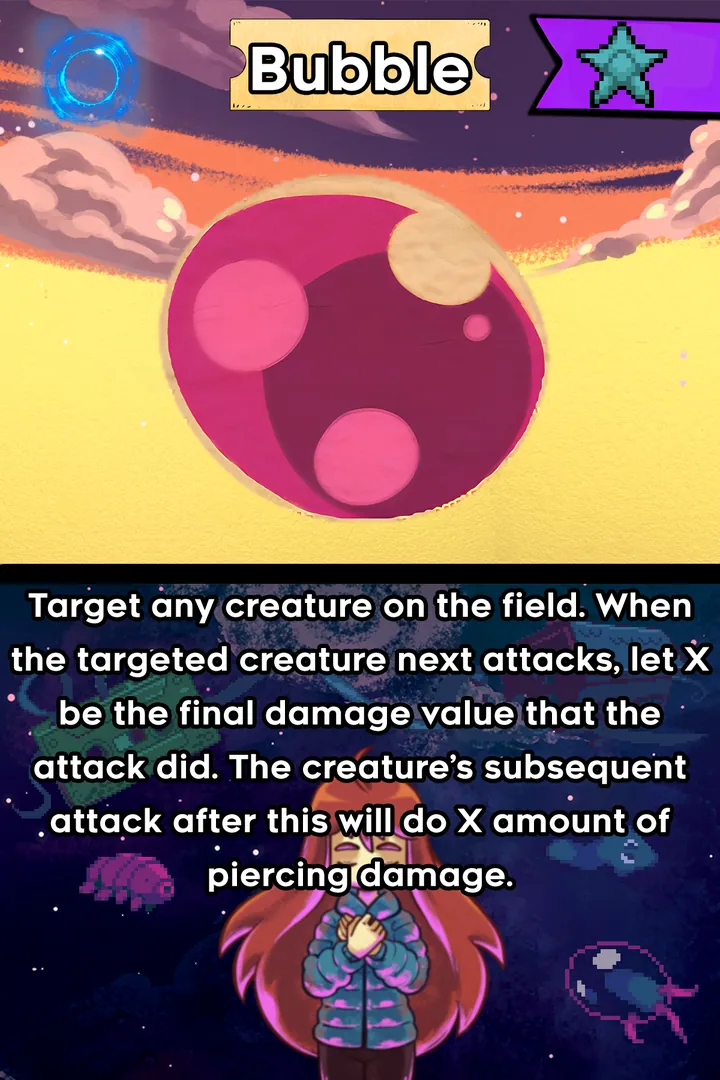 Bubble
Target any creature on the field. When
the targeted creature next attacks, let X
be the final damage value that the
attack did. The creature’s subsequent
attack after this will do X amount of
piercing damage.